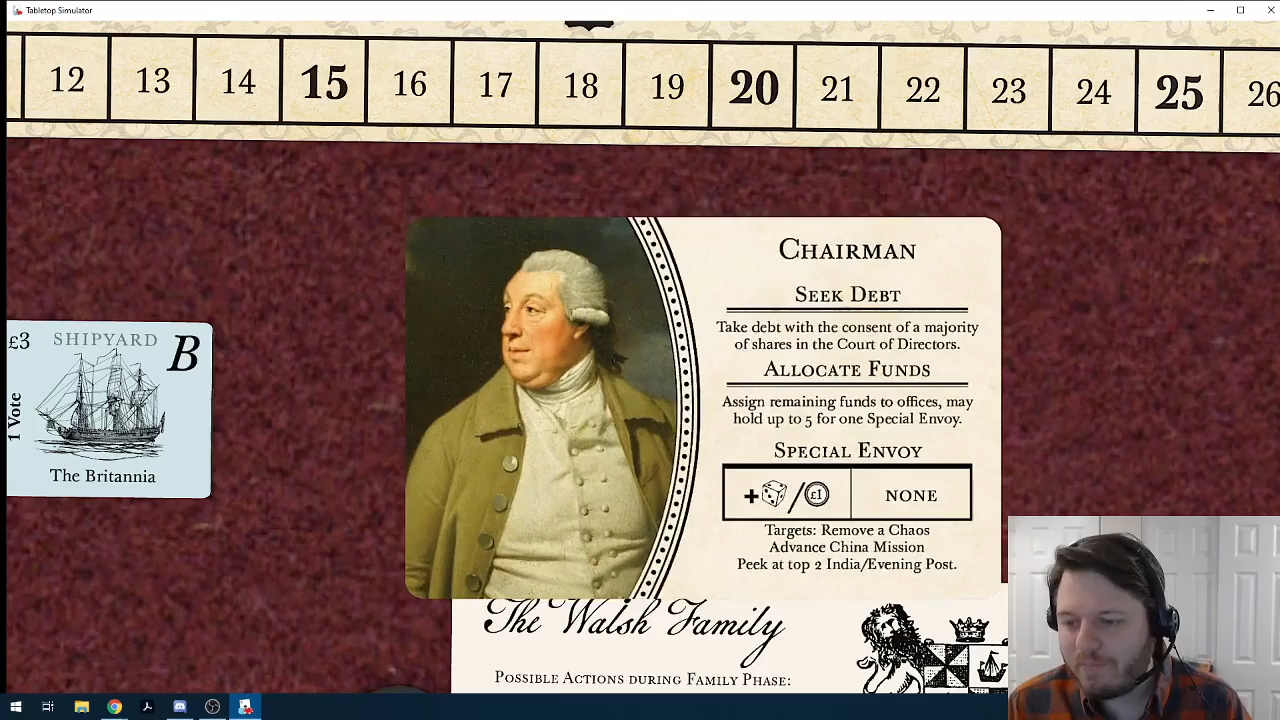 Tabletop Simulator
12 13 14 15 16 17 18 19 20 21 22 23 24 25 26
CHAIRMAN
SEEK DEBT
Take debt with the consent of a majority
of shares in the Court of Directors.
ALLOCATE FUNDS
Assign remaining funds to offices, may
hold up to 5 for one Special Envoy.
SPECIAL ENVOY
+ / £1 NONE
Targets: Remove a Chaos
Advance China Mission
Peek at top 2 India/Evening Post.
£3 SHIPYARD B
1 Vote
The Britannia
The Walsh Family
POSSIBLE ACTIONS DURING FAMILY PHASE: